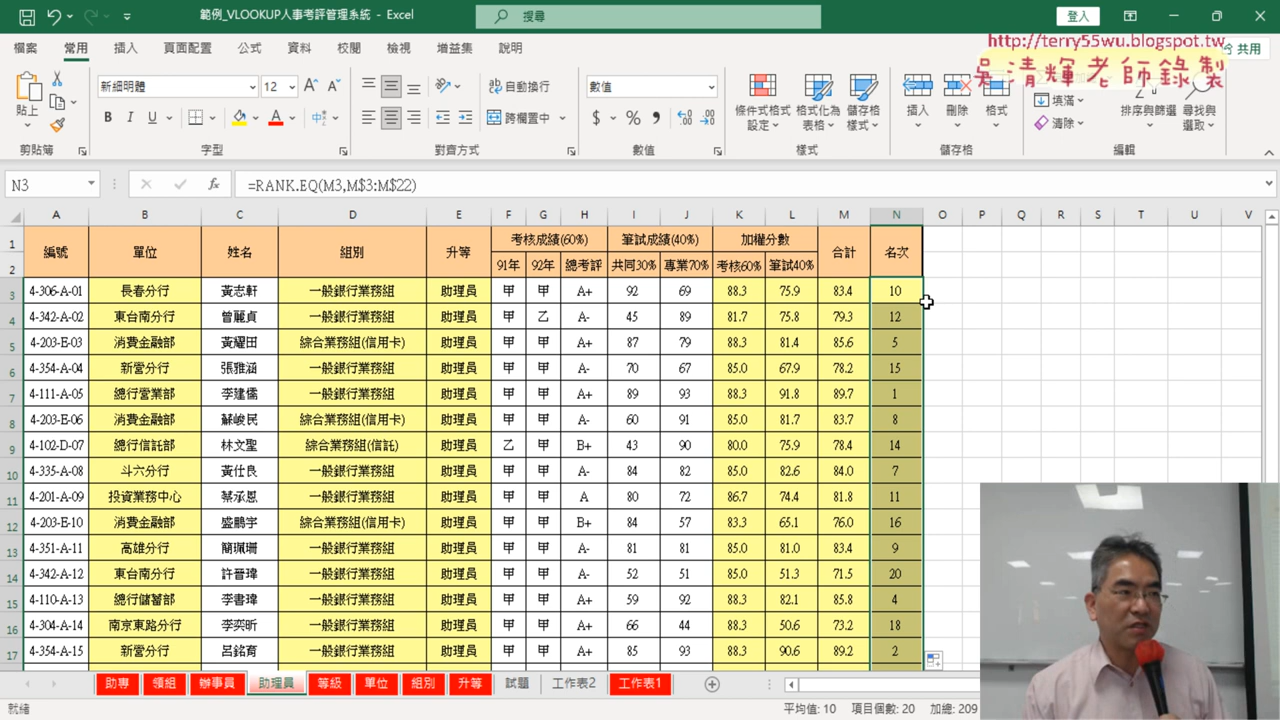 範例_VLOOKUP人事考評管理系統 - Excel
搜尋
登入
http://terry55wu.blogspot.tw
吳清輝老師錄製
檔案 常用 插入 頁面配置 公式 資料 校閱 檢視 增益集 說明 共用
新細明體 12 自動換行 數值
貼上 跨欄置中 條件式格式設定 格式化為表格 儲存格樣式 插入 刪除 格式 填滿 清除 排序與篩選 尋找與選取
剪貼簿 字型 對齊方式 數值 樣式 儲存格 編輯
N3 fx =RANK.EQ(M3,M$3:M$22)
A B C D E F G H I J K L M N O P Q R S T U V
1 編號 單位 姓名 組別 升等 考核成績(60%) 筆試成績(40%) 加權分數 合計 名次
2 91年 92年 總考評 共同30% 專業70% 考核60% 筆試40%
3 4-306-A-01 長春分行 黃志軒 一般銀行業務組 助理員 甲 甲 A+ 92 69 88.3 75.9 83.4 10
4 4-342-A-02 東台南分行 曾麗貞 一般銀行業務組 助理員 甲 乙 A- 45 89 81.7 75.8 79.3 12
5 4-203-E-03 消費金融部 黃耀田 綜合業務組(信用卡) 助理員 甲 甲 A+ 87 79 88.3 81.4 85.6 5
6 4-354-A-04 新營分行 張雅涵 一般銀行業務組 助理員 甲 甲 A- 70 67 85.0 67.9 78.2 15
7 4-111-A-05 總行營業部 李建儒 一般銀行業務組 助理員 甲 甲 A+ 89 93 88.3 91.8 89.7 1
8 4-203-E-06 消費金融部 蘇峻民 綜合業務組(信用卡) 助理員 甲 甲 A- 60 91 85.0 81.7 83.7 8
9 4-102-D-07 總行信託部 林文聖 綜合業務組(信託) 助理員 乙 甲 B+ 43 90 80.0 75.9 78.4 14
10 4-335-A-08 斗六分行 黃仕良 一般銀行業務組 助理員 甲 甲 A- 84 82 85.0 82.6 84.0 7
11 4-201-A-09 投資業務中心 蔡承恩 一般銀行業務組 助理員 甲 甲 A 80 72 86.7 74.4 81.8 11
12 4-203-E-10 消費金融部 盛鵬宇 綜合業務組(信用卡) 助理員 甲 甲 B+ 84 57 83.3 65.1 76.0 16
13 4-351-A-11 高雄分行 簡珮珊 一般銀行業務組 助理員 甲 甲 A- 81 81 85.0 81.0 83.4 9
14 4-342-A-12 東台南分行 許晉瑋 一般銀行業務組 助理員 甲 甲 A- 52 51 85.0 51.3 71.5 20
15 4-110-A-13 總行儲蓄部 李書瑋 一般銀行業務組 助理員 甲 甲 A+ 59 92 88.3 82.1 85.8 4
16 4-304-A-14 南京東路分行 李奕昕 一般銀行業務組 助理員 甲 甲 A+ 66 44 88.3 50.6 73.2 18
17 4-354-A-15 新營分行 呂銘育 一般銀行業務組 助理員 甲 甲 A+ 85 93 88.3 90.6 89.2 2
助專 領組 辦事員 助理員 等級 單位 組別 升等 試題 工作表2 工作表1
就緒 平均值: 10 項目個數: 20 加總: 209